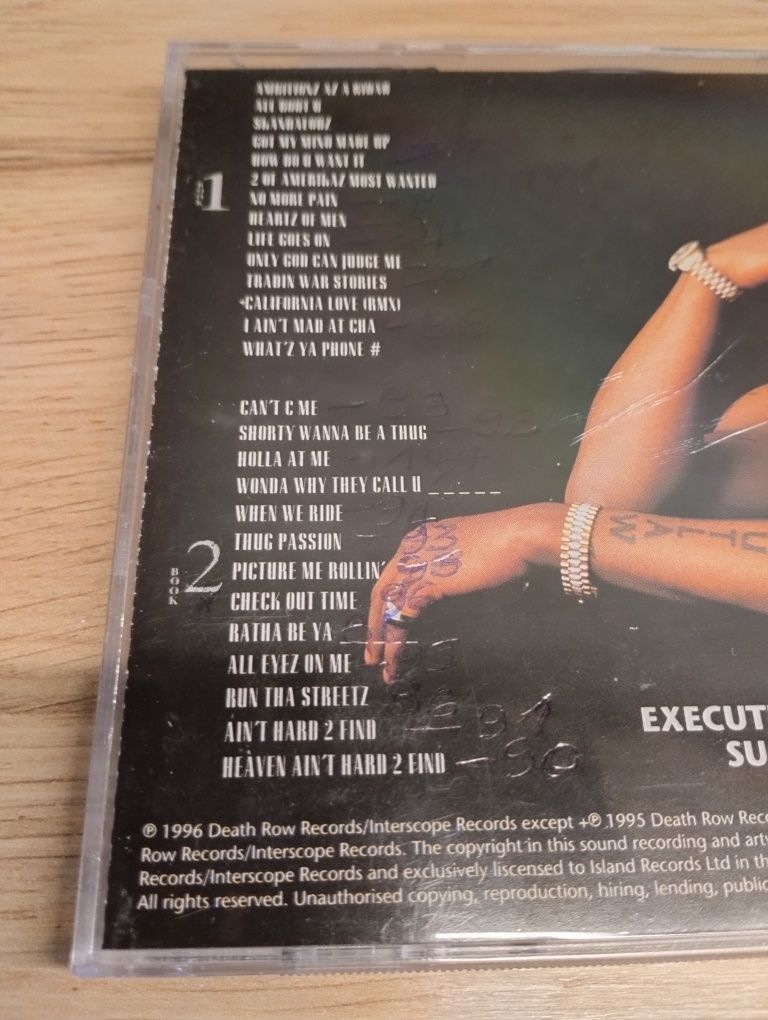 AMBITIONZ AZ A RIDAH
ALL BOUT U
SKANDALOUZ
GOT MY MIND MADE UP
HOW DO U WANT IT
2 OF AMERIKAZ MOST WANTED
BOOK 1
NO MORE PAIN
HEARTZ OF MEN
LIFE GOES ON
ONLY GOD CAN JUDGE ME
TRADIN WAR STORIES
+CALIFORNIA LOVE (RMX)
I AIN'T MAD AT CHA
WHAT'Z YA PHONE #
CAN'T C ME - 93
SHORTY WANNA BE A THUG
HOLLA AT ME
WONDA WHY THEY CALL U _ _ _ _ _
WHEN WE RIDE
THUG PASSION
BOOK 2
PICTURE ME ROLLIN'
CHECK OUT TIME
RATHA BE YA _ _ _ _ _
ALL EYEZ ON ME
RUN THA STREETZ
AIN'T HARD 2 FIND - 91
HEAVEN AIN'T HARD 2 FIND - 90
EXECUTI
SU
℗ 1996 Death Row Records/Interscope Records except +℗ 1995 Death Row Reco
Row Records/Interscope Records. The copyright in this sound recording and artw
Records/Interscope Records and exclusively liscensed to Island Records Ltd in th
All rights reserved. Unauthorised copying, reproduction, hiring, lending, public